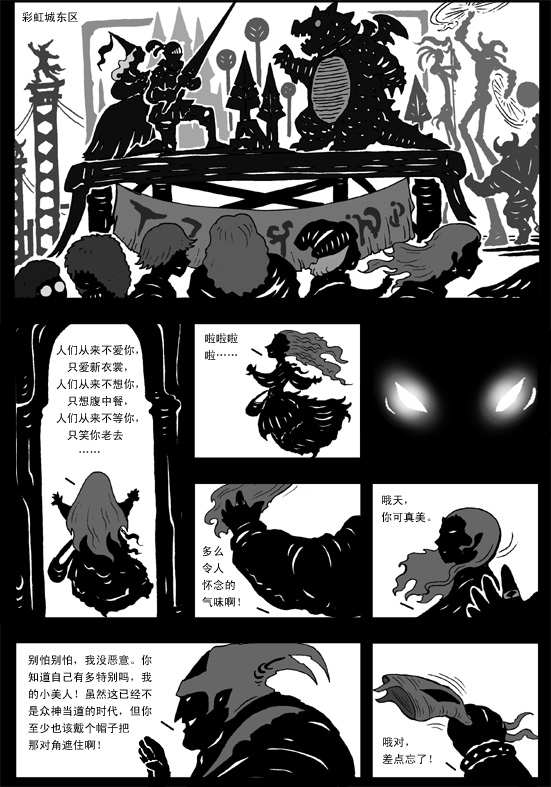 彩虹城东区
人们从来不爱你,
只爱新衣裳,
人们从来不想你,
只想腹中餐,
人们从来不等你,
只笑你老去
……
啦啦啦
啦……
多么
令人
怀念的
气味啊!
哦天,
你可真美。
别怕别怕，我没恶意。你
知道自己有多特别吗，我
的小美人！虽然这已经不
是众神当道的时代，但你
至少也该戴个帽子把
那对角遮住啊！
哦对,
差点忘了！